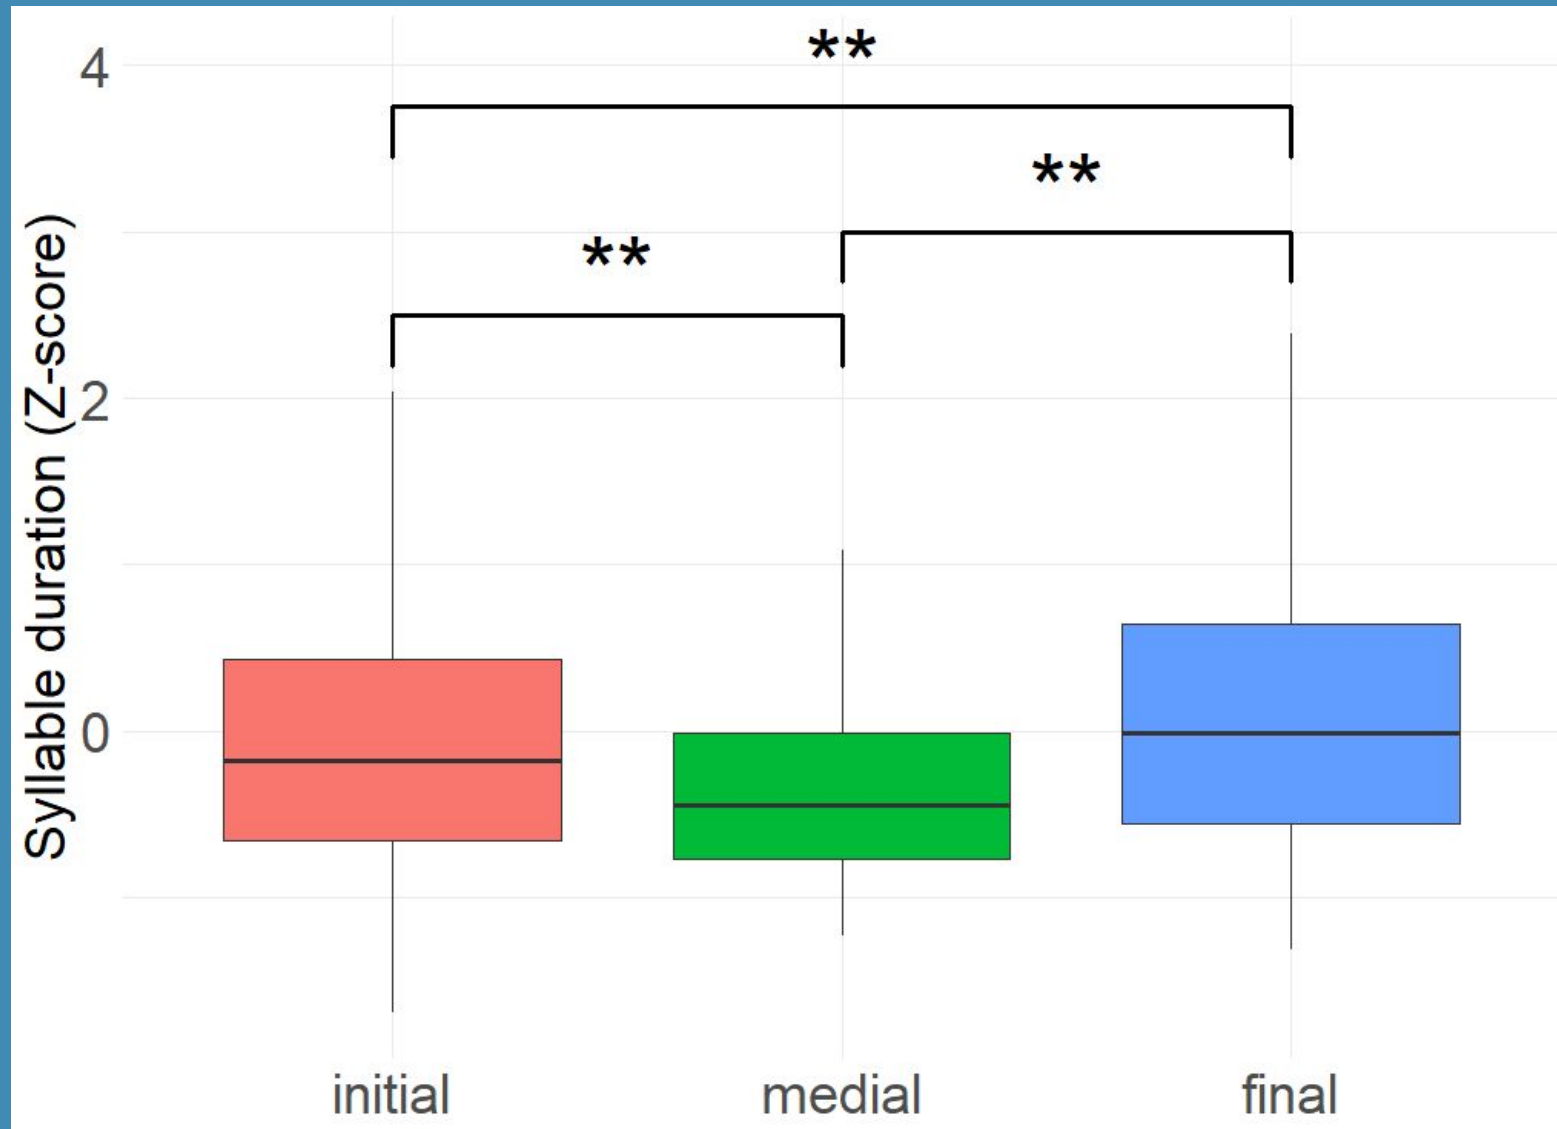 **
4
**
**
2
0
Syllable duration (Z-score)
initial
medial
final